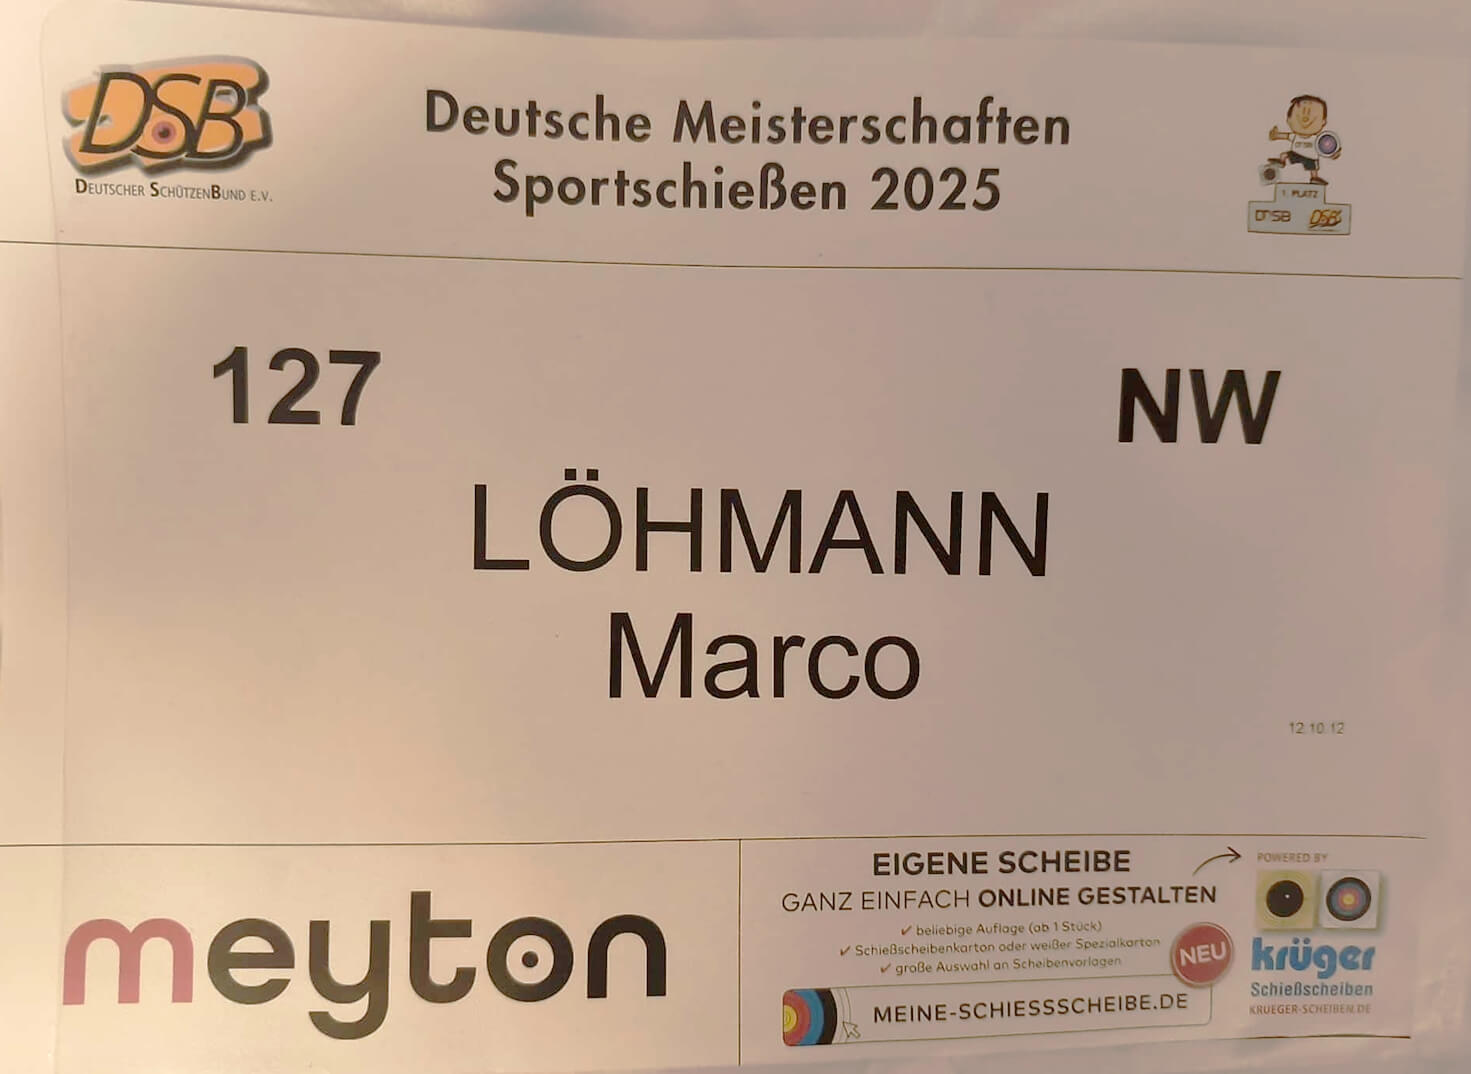 DSB
DEUTSCHER SCHÜTZENBUND E.V.
Deutsche Meisterschaften
Sportschießen 2025
1. PLATZ
DSB
127
NW
LÖHMANN
Marco
12.10.12
meyton
EIGENE SCHEIBE
GANZ EINFACH ONLINE GESTALTEN
✓ beliebige Auflage (ab 1 Stück)
✓ Schießscheibenkarton oder weißer Spezialkarton
✓ große Auswahl an Scheibenvorlagen
NEU
MEINE-SCHIESSSCHEIBE.DE
POWERED BY
krüger
Schießscheiben
KRUEGER-SCHEIBEN.DE